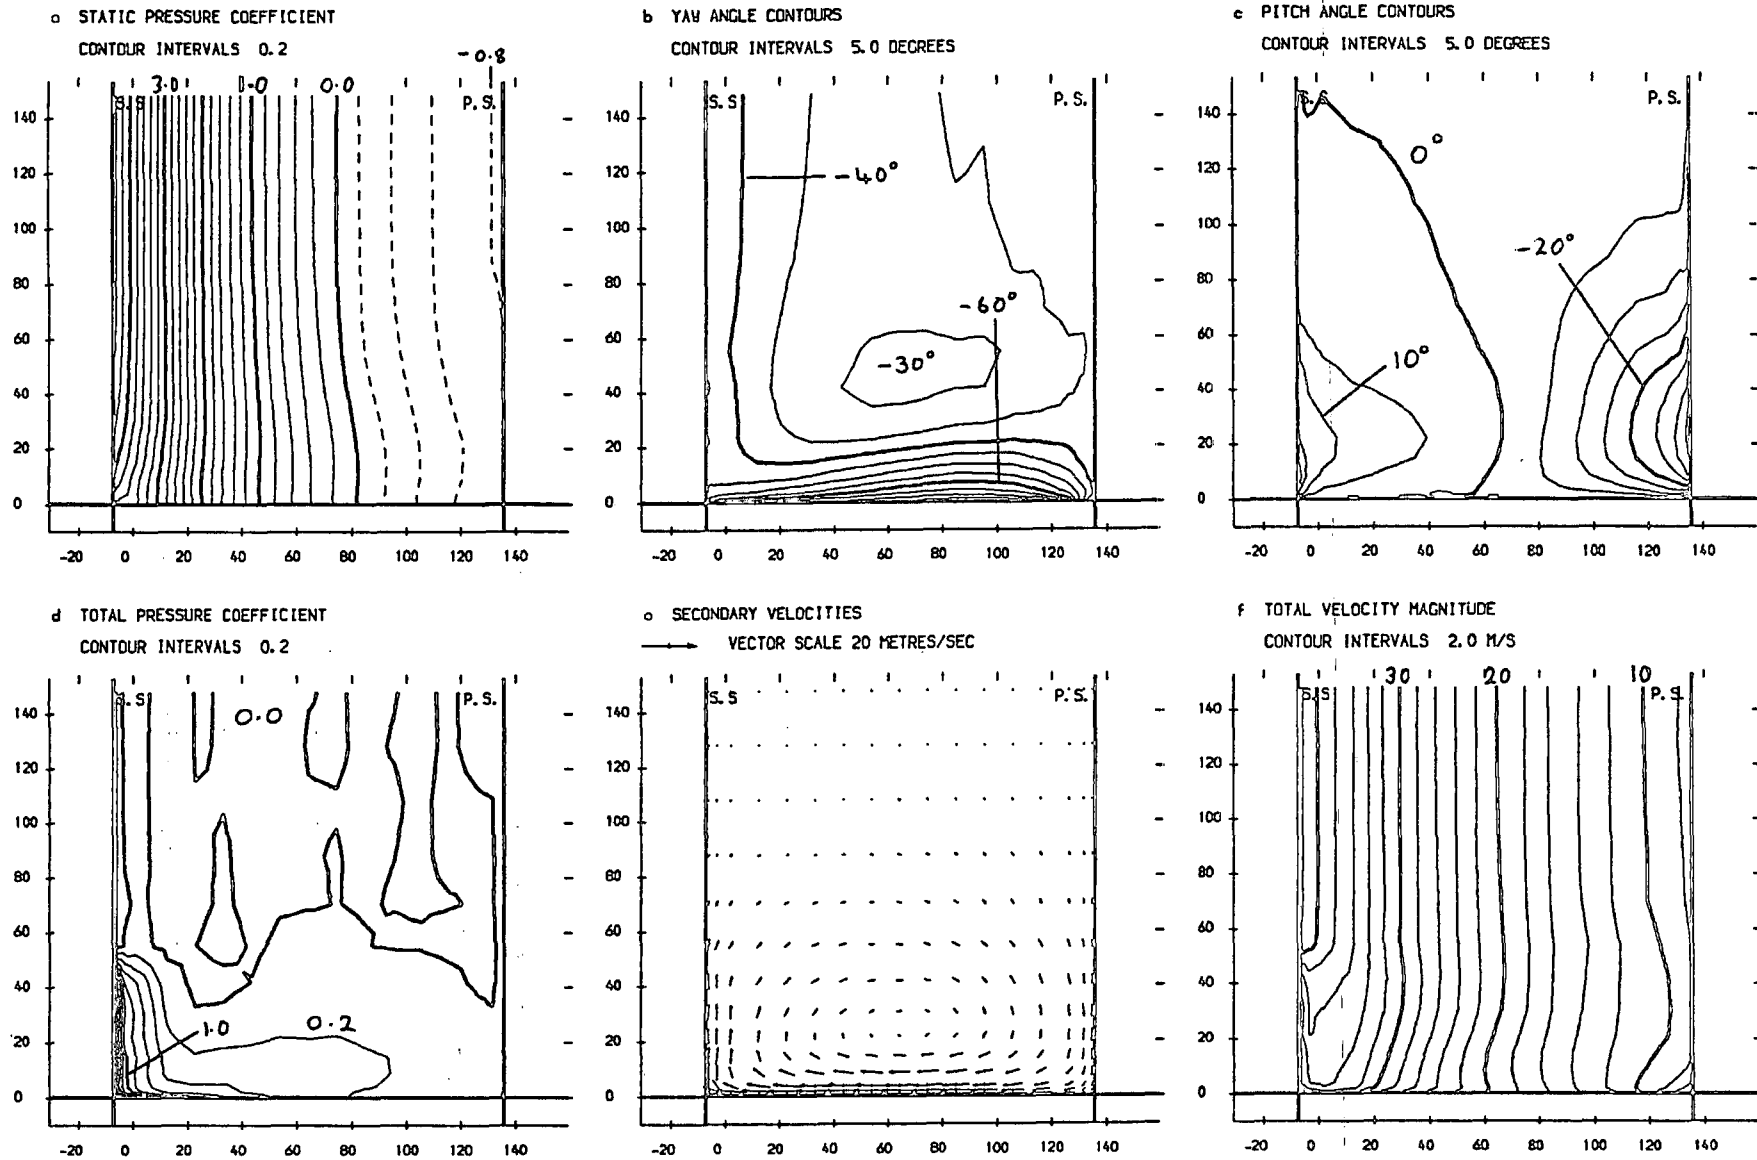 a STATIC PRESSURE COEFFICIENT
CONTOUR INTERVALS 0.2
-0.8
3.0 1.0 0.0
S.S P.S.
140
120
100
80
60
40
20
0
-20 0 20 40 60 80 100 120 140
b YAW ANGLE CONTOURS
CONTOUR INTERVALS 5.0 DEGREES
S.S P.S.
-40°
-60°
-30°
140
120
100
80
60
40
20
0
-20 0 20 40 60 80 100 120 140
c PITCH ANGLE CONTOURS
CONTOUR INTERVALS 5.0 DEGREES
S.S P.S.
0°
-20°
10°
140
120
100
80
60
40
20
0
-20 0 20 40 60 80 100 120 140
d TOTAL PRESSURE COEFFICIENT
CONTOUR INTERVALS 0.2
S.S P.S.
0.0
1.0 0.2
140
120
100
80
60
40
20
0
-20 0 20 40 60 80 100 120 140
e SECONDARY VELOCITIES
VECTOR SCALE 20 METRES/SEC
S.S P.S.
140
120
100
80
60
40
20
0
-20 0 20 40 60 80 100 120 140
f TOTAL VELOCITY MAGNITUDE
CONTOUR INTERVALS 2.0 M/S
30 20 10
S.S P.S.
140
120
100
80
60
40
20
0
-20 0 20 40 60 80 100 120 140